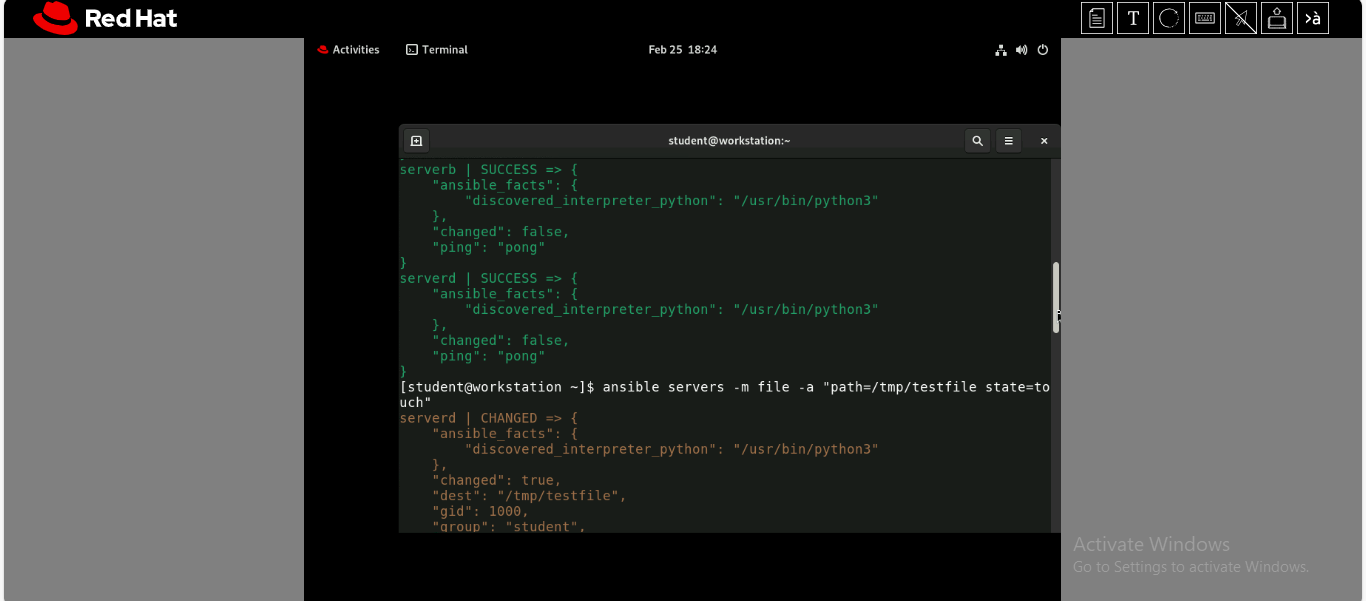 Red Hat
T
>à
Activities
Terminal
Feb 25 18:24
student@workstation:~
serverb | SUCCESS => {
    "ansible_facts": {
        "discovered_interpreter_python": "/usr/bin/python3"
    },
    "changed": false,
    "ping": "pong"
}
serverd | SUCCESS => {
    "ansible_facts": {
        "discovered_interpreter_python": "/usr/bin/python3"
    },
    "changed": false,
    "ping": "pong"
}
[student@workstation ~]$ ansible servers -m file -a "path=/tmp/testfile state=to
uch"
serverd | CHANGED => {
    "ansible_facts": {
        "discovered_interpreter_python": "/usr/bin/python3"
    },
    "changed": true,
    "dest": "/tmp/testfile",
    "gid": 1000,
    "group": "student",
Activate Windows
Go to Settings to activate Windows.